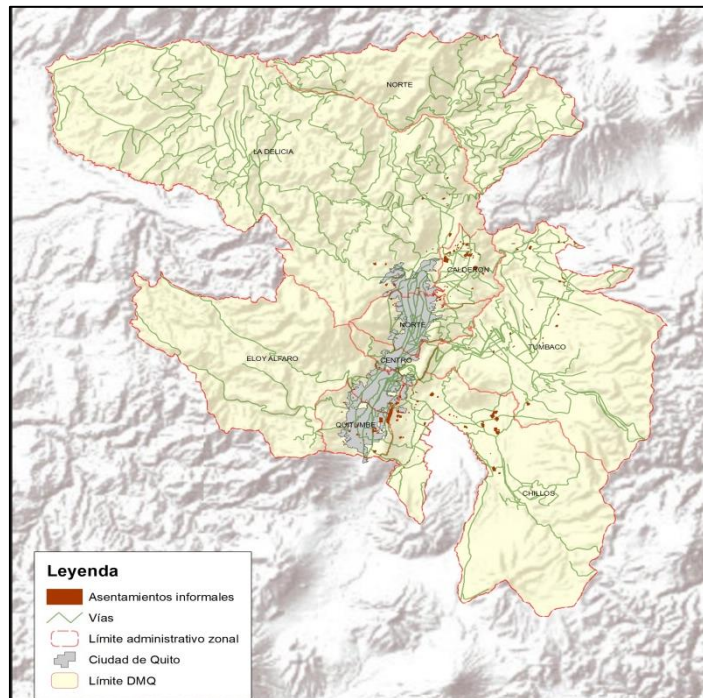 NORTE
LA DELICIA
CALDERON
NORTE
TUMBACO
ELOY ALFARO
CENTRO
QUITUMBE
CHILLOS
Leyenda
Asentamientos informales
Vías
Límite administrativo zonal
Ciudad de Quito
Límite DMQ